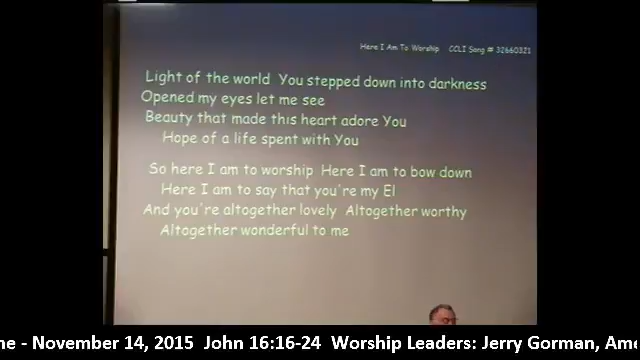 Here I Am To Worship CCLI Song # 32660321
Light of the world You stepped down into darkness
Opened my eyes let me see
Beauty that made this heart adore You
Hope of a life spent with You
So here I am to worship Here I am to bow down
Here I am to say that you're my El
And you're altogether lovely Altogether worthy
Altogether wonderful to me
ne - November 14, 2015 John 16:16-24 Worship Leaders: Jerry Gorman, Ame